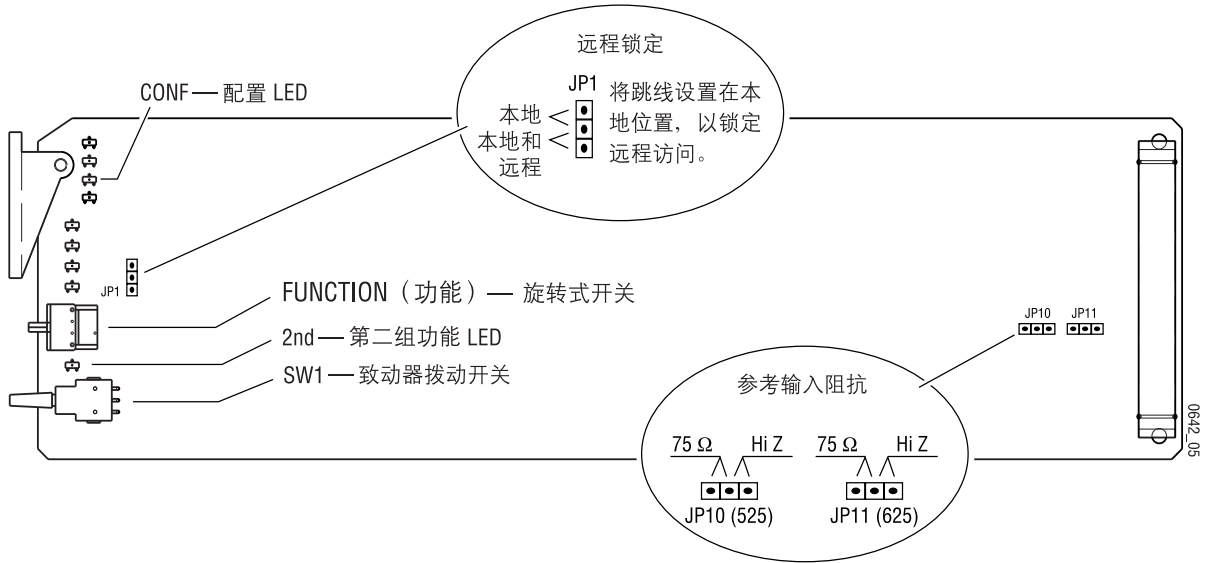 远程锁定
JP1
将跳线设置在本
地位置，以锁定
远程访问。
本地
本地和
远程
CONF — 配置 LED
JP1
FUNCTION（功能）— 旋转式开关
2nd — 第二组功能 LED
SW1 — 致动器拨动开关
JP10 JP11
参考输入阻抗
75 Ω Hi Z 75 Ω Hi Z
JP10 (525) JP11 (625)
0642_05